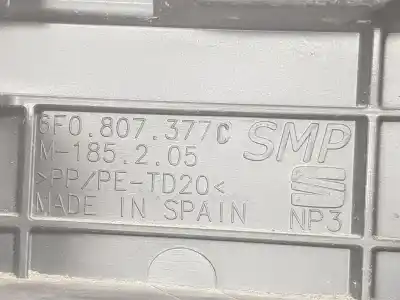 6F0.807.377C
SMP
M-185.2.05
>PP/PE-TD20<
MADE IN SPAIN
NP3